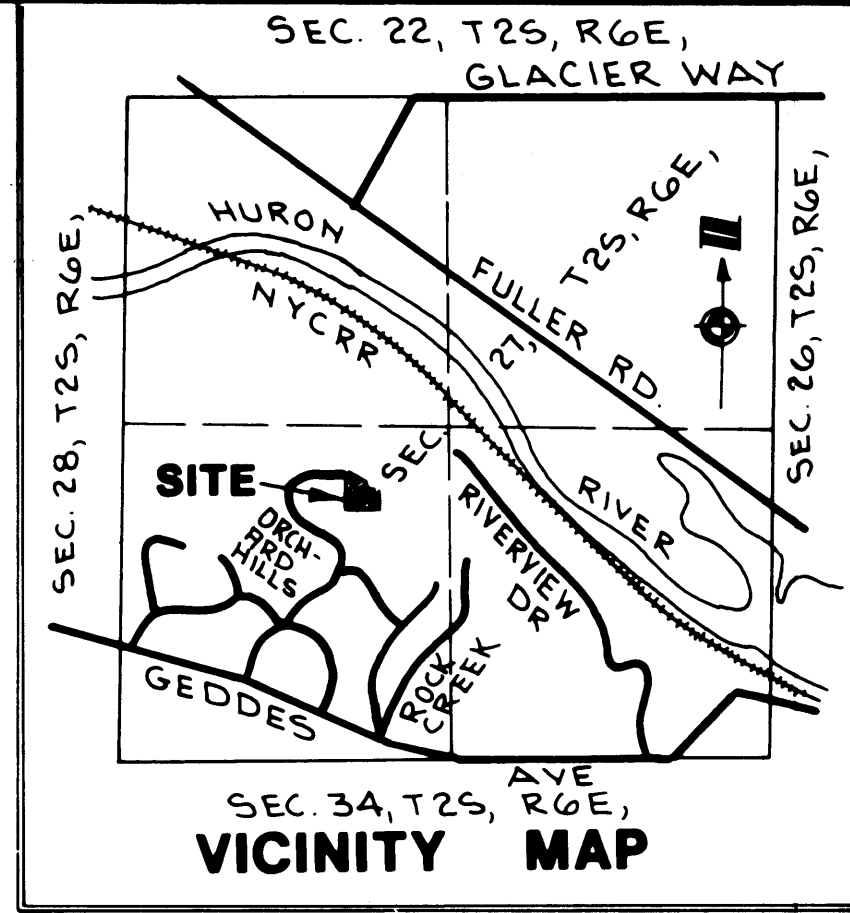 SEC. 22, T2S, R6E,
GLACIER WAY
SEC. 28, T2S, R6E,
HURON
NYCRR
SEC. 27, T2S, R6E,
FULLER RD.
SEC. 26, T2S, R6E,
SITE
ORCH-
ARD
HILLS
RIVERVIEW
DR
RIVER
ROCK
CREEK
GEDDES
AVE
SEC. 34, T2S, R6E,
VICINITY MAP